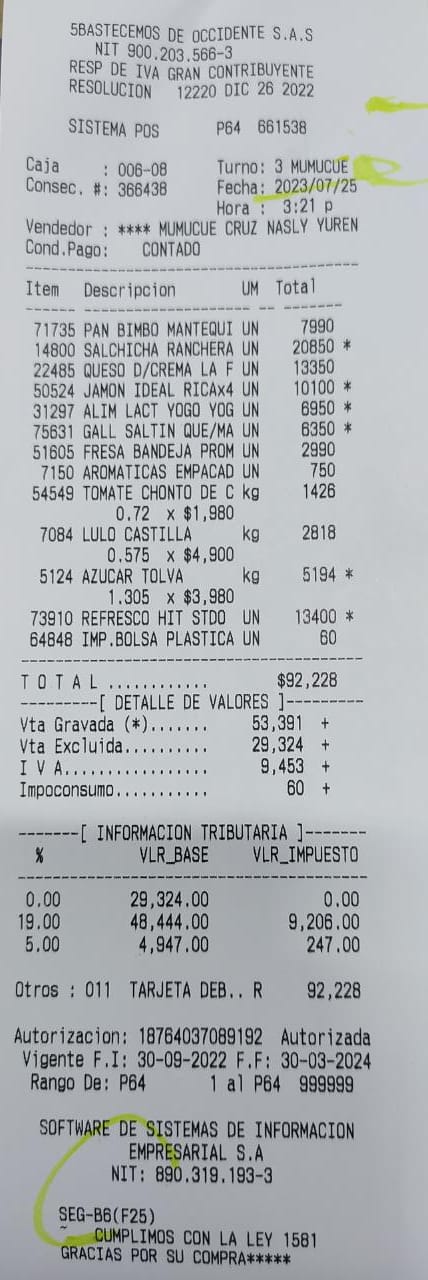 5BASTECEMOS DE OCCIDENTE S.A.S
NIT 900.203.566-3
RESP DE IVA GRAN CONTRIBUYENTE
RESOLUCION 12220 DIC 26 2022
SISTEMA POS P64 661538
Caja : 006-08 Turno: 3 MUMUCUE
Consec. #: 366438 Fecha: 2023/07/25
Hora : 3:21 p
Vendedor : **** MUMUCUE CRUZ NASLY YUREN
Cond.Pago: CONTADO
Item Descripcion UM Total
71735 PAN BIMBO MANTEQUI UN 7990
14800 SALCHICHA RANCHERA UN 20850 *
22485 QUESO D/CREMA LA F UN 13350
50524 JAMON IDEAL RICAx4 UN 10100 *
31297 ALIM LACT YOGO YOG UN 6950 *
75631 GALL SALTIN QUE/MA UN 6350 *
51605 FRESA BANDEJA PROM UN 2990
7150 AROMATICAS EMPACAD UN 750
54549 TOMATE CHONTO DE C kg 1426
0.72 x $1,980
7084 LULO CASTILLA kg 2818
0.575 x $4,900
5124 AZUCAR TOLVA kg 5194 *
1.305 x $3,980
73910 REFRESCO HIT STDO UN 13400 *
64848 IMP.BOLSA PLASTICA UN 60
T O T A L ............ $92,228
---------[ DETALLE DE VALORES ]---------
Vta Gravada (*)....... 53,391 +
Vta Excluida.......... 29,324 +
I V A................. 9,453 +
Impoconsumo........... 60 +
-------[ INFORMACION TRIBUTARIA ]-------
% VLR_BASE VLR_IMPUESTO
0.00 29,324.00 0.00
19.00 48,444.00 9,206.00
5.00 4,947.00 247.00
Otros : 011 TARJETA DEB.. R 92,228
Autorizacion: 18764037089192 Autorizada
Vigente F.I: 30-09-2022 F.F: 30-03-2024
Rango De: P64 1 al P64 999999
SOFTWARE DE SISTEMAS DE INFORMACION
EMPRESARIAL S.A
NIT: 890.319.193-3
SEG-B6(F25)
~ CUMPLIMOS CON LA LEY 1581
GRACIAS POR SU COMPRA*****